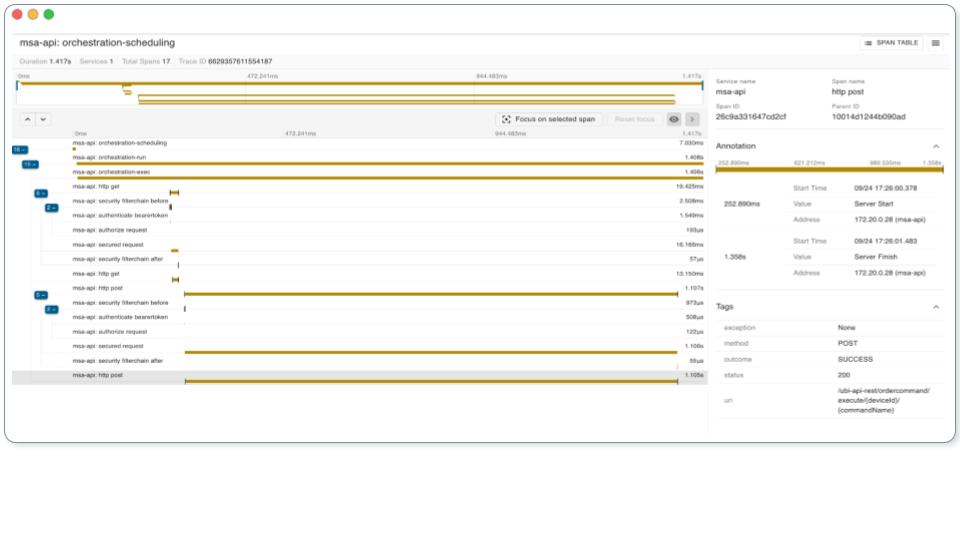 msa-api: orchestration-scheduling
SPAN TABLE
Duration 1.417s Services 1 Total Spans 17 Trace ID 6629357611554187
0ms 472.241ms 944.483ms 1.417s
Focus on selected span Reset focus
0ms 472.241ms 944.483ms 1.417s
16 − msa-api: orchestration-scheduling 7.030ms
15 − msa-api: orchestration-run 1.408s
msa-api: orchestration-exec 1.408s
5 − msa-api: http get 19.425ms
2 − msa-api: security filterchain before 2.508ms
msa-api: authenticate bearertoken 1.549ms
msa-api: authorize request 193µs
msa-api: secured request 16.166ms
msa-api: security filterchain after 57µs
msa-api: http get 13.150ms
5 − msa-api: http post 1.107s
2 − msa-api: security filterchain before 973µs
msa-api: authenticate bearertoken 508µs
msa-api: authorize request 122µs
msa-api: secured request 1.106s
msa-api: security filterchain after 55µs
msa-api: http post 1.105s
Service name Span name
msa-api http post
Span ID Parent ID
26c9a331647cd2cf 10014d1244b090ad
Annotation
252.890ms 621.212ms 989.535ms 1.358s
Start Time 09/24 17:26:00.378
252.890ms Value Server Start
Address 172.20.0.28 (msa-api)
Start Time 09/24 17:26:01.483
1.358s Value Server Finish
Address 172.20.0.28 (msa-api)
Tags
exception None
method POST
outcome SUCCESS
status 200
uri /ubi-api-rest/ordercommand/
execute/{deviceId}/
{commandName}